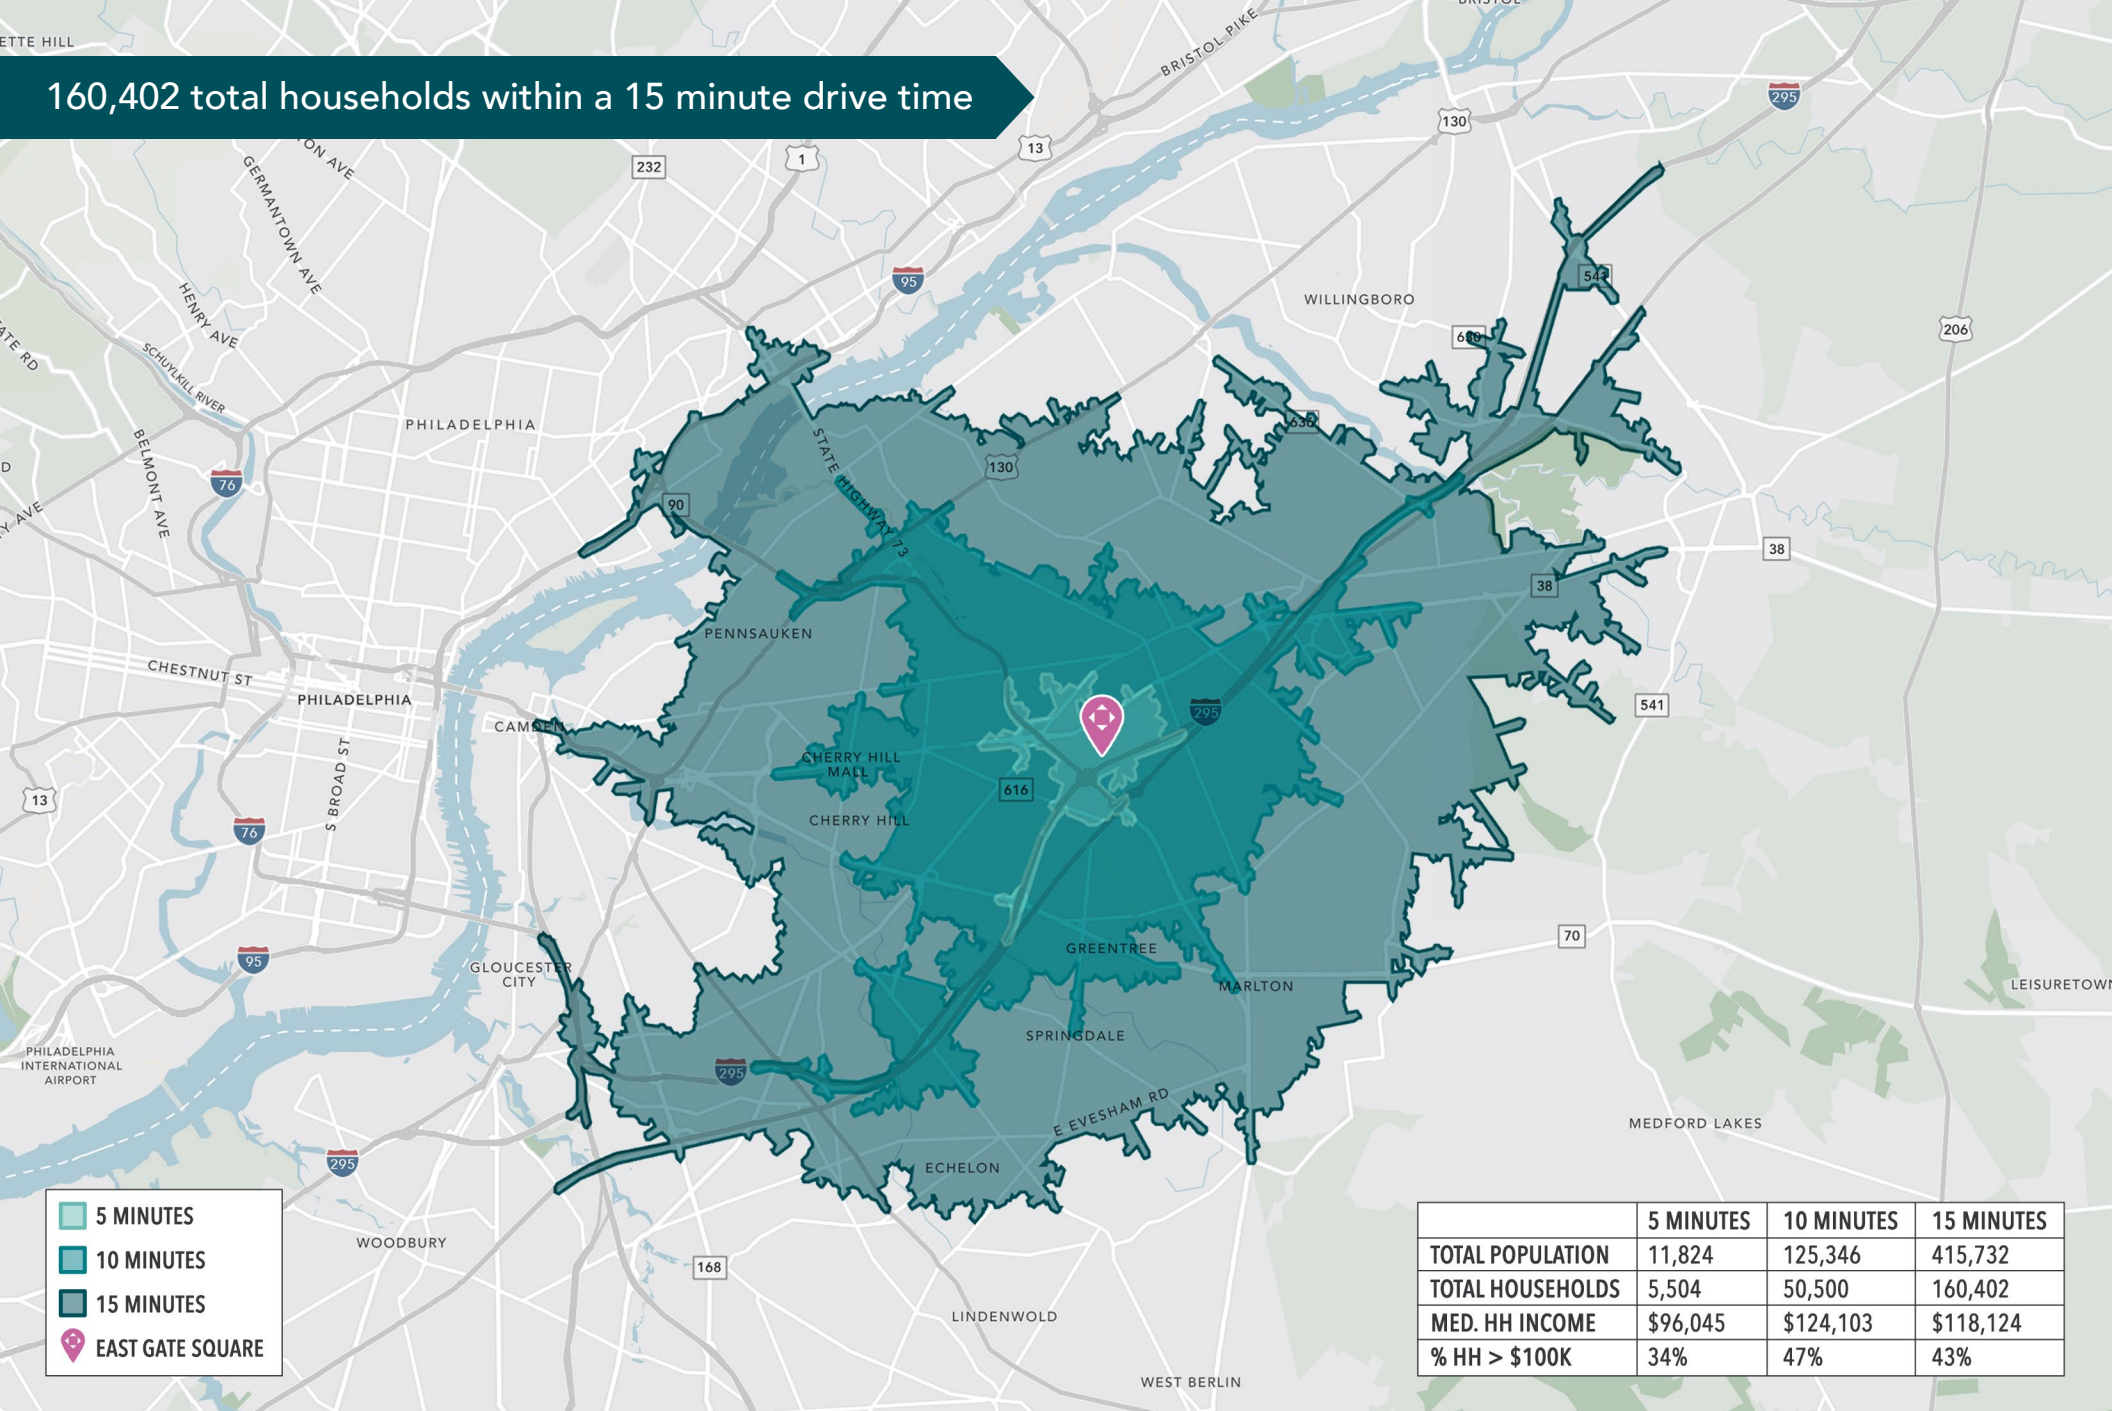 BRISTOL
ETTE HILL
BRISTOL PIKE
160,402 total households within a 15 minute drive time
295
130
13
1
232
GERMANTOWN AVE
95
541
WILLINGBORO
HENRY AVE
630
206
SCHUYLKILL RIVER
PHILADELPHIA
636
STATE HIGHWAY 73
BELMONT AVE
130
76
90
38
38
PENNSAUKEN
CHESTNUT ST
PHILADELPHIA
541
295
CAMDEN
CHERRY HILL
MALL
616
S BROAD ST
13
CHERRY HILL
76
70
GREENTREE
95
GLOUCESTER
CITY
MARLTON
LEISURETOWN
SPRINGDALE
PHILADELPHIA
INTERNATIONAL
AIRPORT
295
E EVESHAM RD
MEDFORD LAKES
295
ECHELON
WOODBURY
168
LINDENWOLD
WEST BERLIN
5 MINUTES
10 MINUTES
15 MINUTES
EAST GATE SQUARE
5 MINUTES 10 MINUTES 15 MINUTES
TOTAL POPULATION 11,824 125,346 415,732
TOTAL HOUSEHOLDS 5,504 50,500 160,402
MED. HH INCOME $96,045 $124,103 $118,124
% HH > $100K 34% 47% 43%